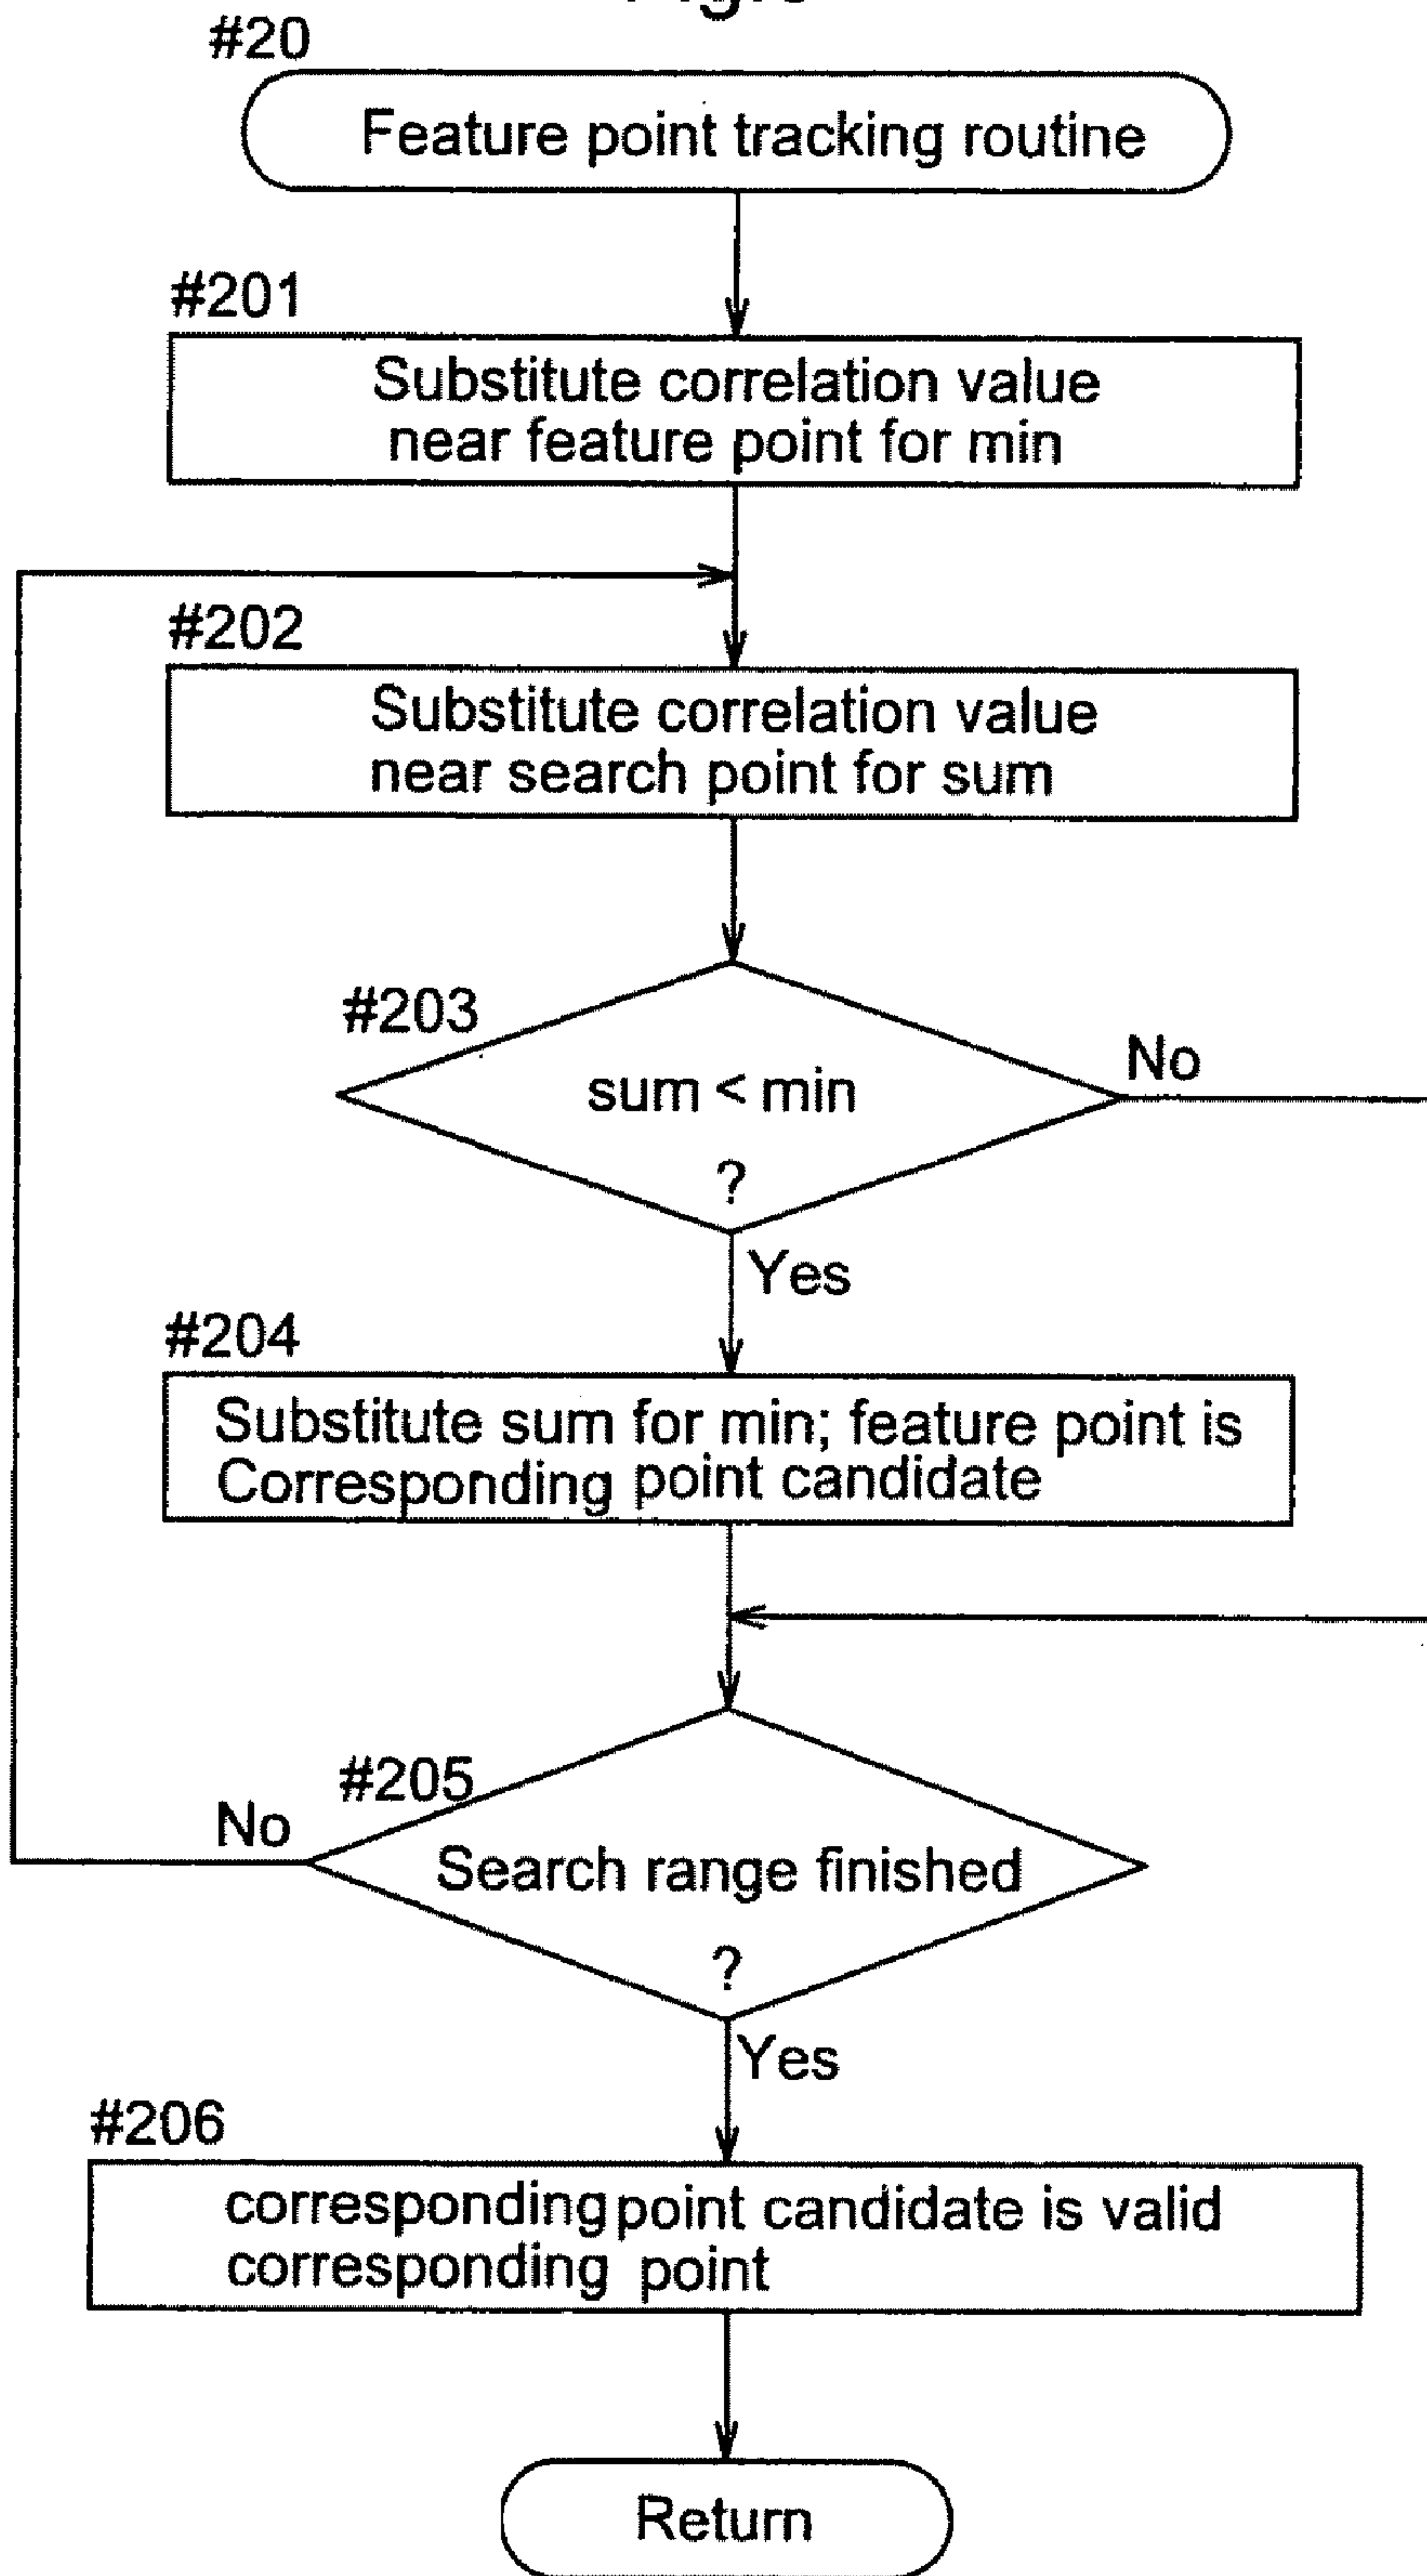 #20
Feature point tracking routine
#201
Substitute correlation value
near feature point for min
#202
Substitute correlation value
near search point for sum
#203
sum < min
?
No
Yes
#204
Substitute sum for min; feature point is
Corresponding point candidate
#205
No
Search range finished
?
Yes
#206
corresponding point candidate is valid
corresponding point
Return